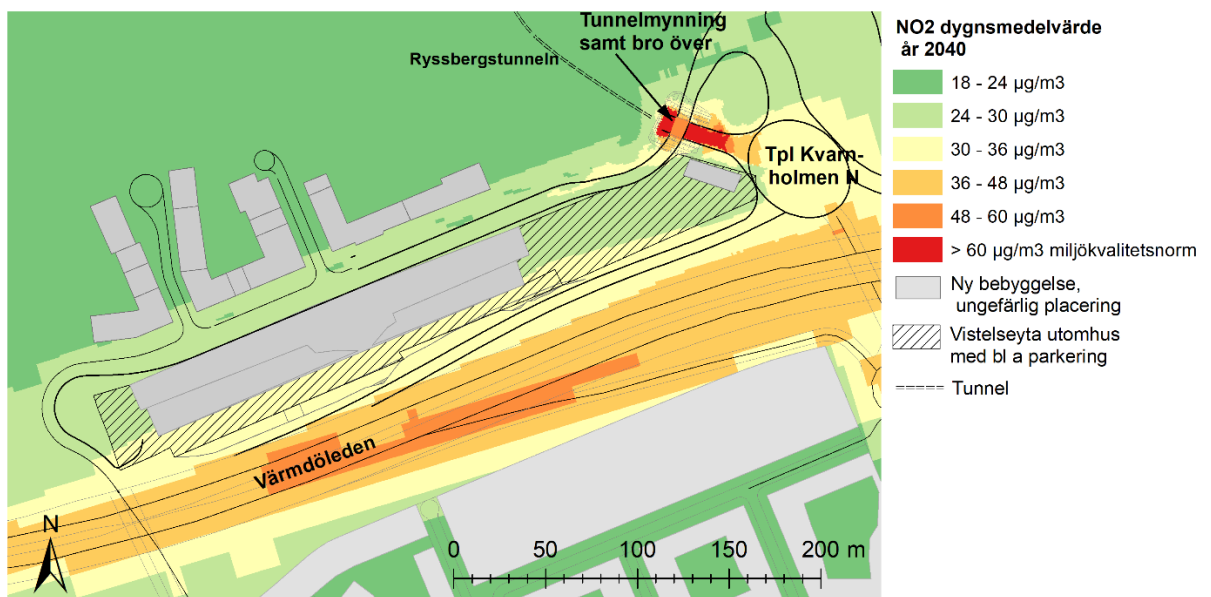 Tunnelmynning
samt bro över
Ryssbergstunneln
Tpl Kvarn-
holmen N
Värmdöleden
N
0 50 100 150 200 m
NO2 dygnsmedelvärde
år 2040
18 - 24 µg/m3
24 - 30 µg/m3
30 - 36 µg/m3
36 - 48 µg/m3
48 - 60 µg/m3
> 60 µg/m3 miljökvalitetsnorm
Ny bebyggelse,
ungefärlig placering
Vistelseyta utomhus
med bl a parkering
Tunnel